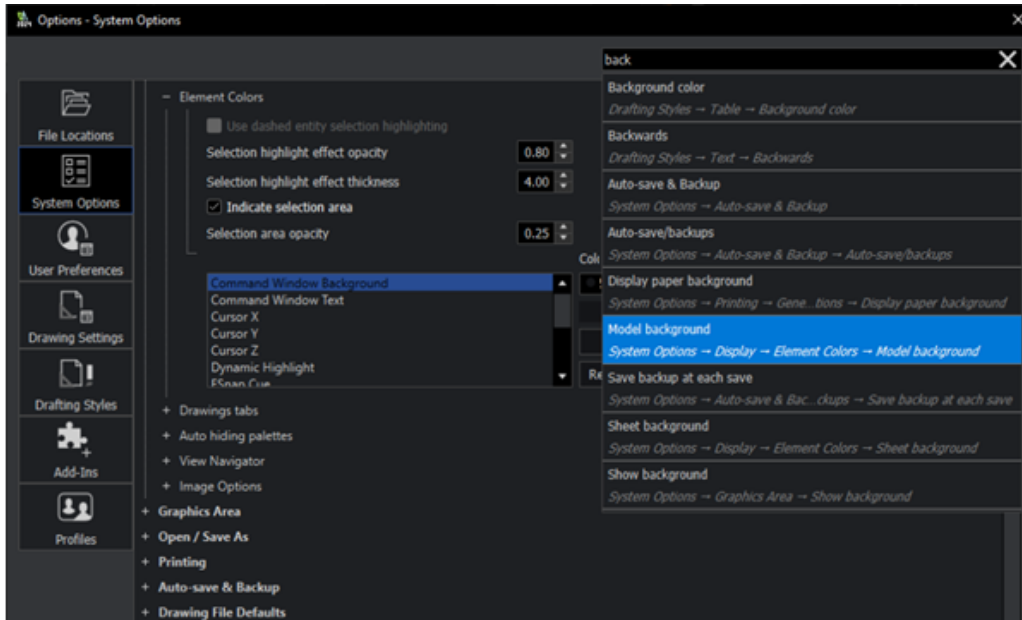 Options - System Options
back
File Locations
System Options
User Preferences
Drawing Settings
Drafting Styles
Add-Ins
Profiles
− Element Colors
Use dashed entity selection highlighting
Selection highlight effect opacity 0.80
Selection highlight effect thickness 4.00
Indicate selection area
Selection area opacity 0.25
Command Window Background
Command Window Text
Cursor X
Cursor Y
Cursor Z
Dynamic Highlight
ESnap Cue
+ Drawings tabs
+ Auto hiding palettes
+ View Navigator
+ Image Options
+ Graphics Area
+ Open / Save As
+ Printing
+ Auto-save & Backup
+ Drawing File Defaults
Background color
Drafting Styles → Table → Background color
Backwards
Drafting Styles → Text → Backwards
Auto-save & Backup
System Options → Auto-save & Backup
Auto-save/backups
System Options → Auto-save & Backup → Auto-save/backups
Display paper background
System Options → Printing → Gene...tions → Display paper background
Model background
System Options → Display → Element Colors → Model background
Save backup at each save
System Options → Auto-save & Bac...ckups → Save backup at each save
Sheet background
System Options → Display → Element Colors → Sheet background
Show background
System Options → Graphics Area → Show background